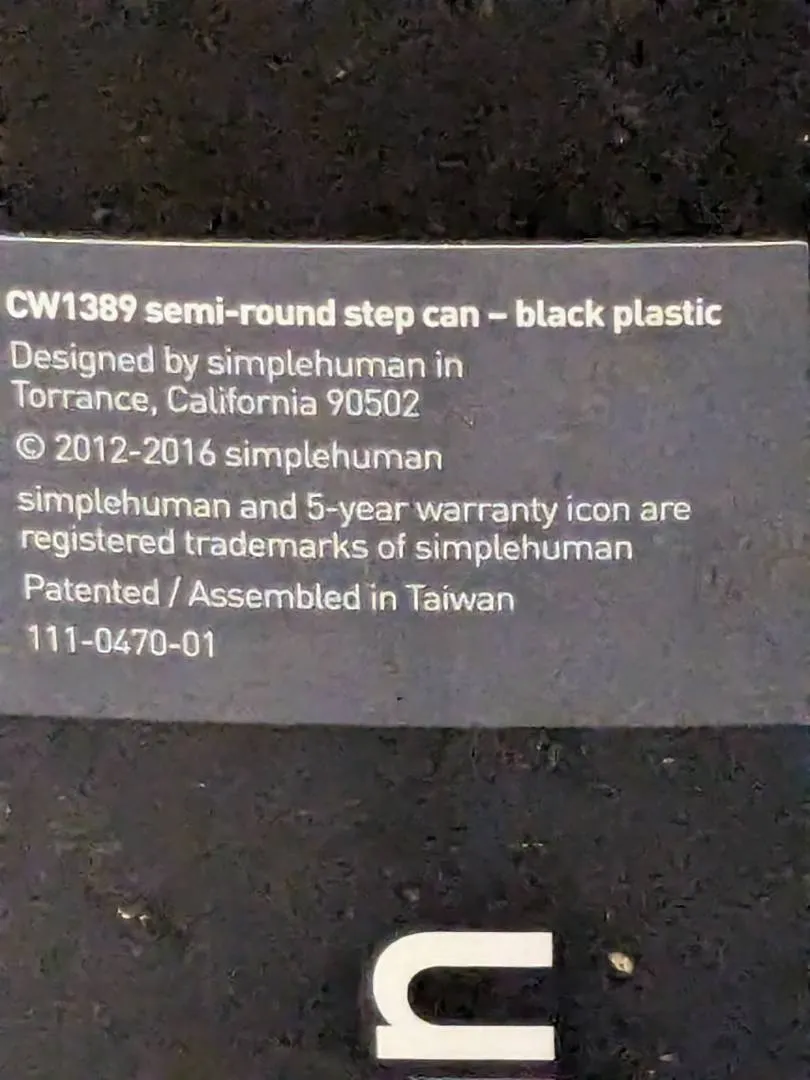 CW1389 semi-round step can – black plastic
Designed by simplehuman in
Torrance, California 90502
© 2012-2016 simplehuman
simplehuman and 5-year warranty icon are
registered trademarks of simplehuman
Patented / Assembled in Taiwan
111-0470-01
n